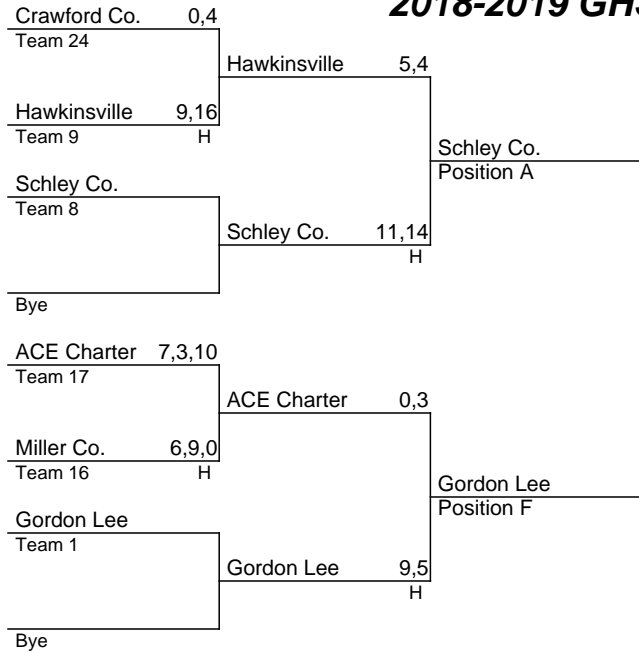 2018-2019 GHS
Crawford Co. 0,4
Team 24
Hawkinsville 5,4
Hawkinsville 9,16
Team 9 H
Schley Co.
Position A
Schley Co.
Team 8
Schley Co. 11,14
H
Bye
ACE Charter 7,3,10
Team 17
ACE Charter 0,3
Miller Co. 6,9,0
Team 16 H
Gordon Lee
Position F
Gordon Lee
Team 1
Gordon Lee 9,5
H
Bye